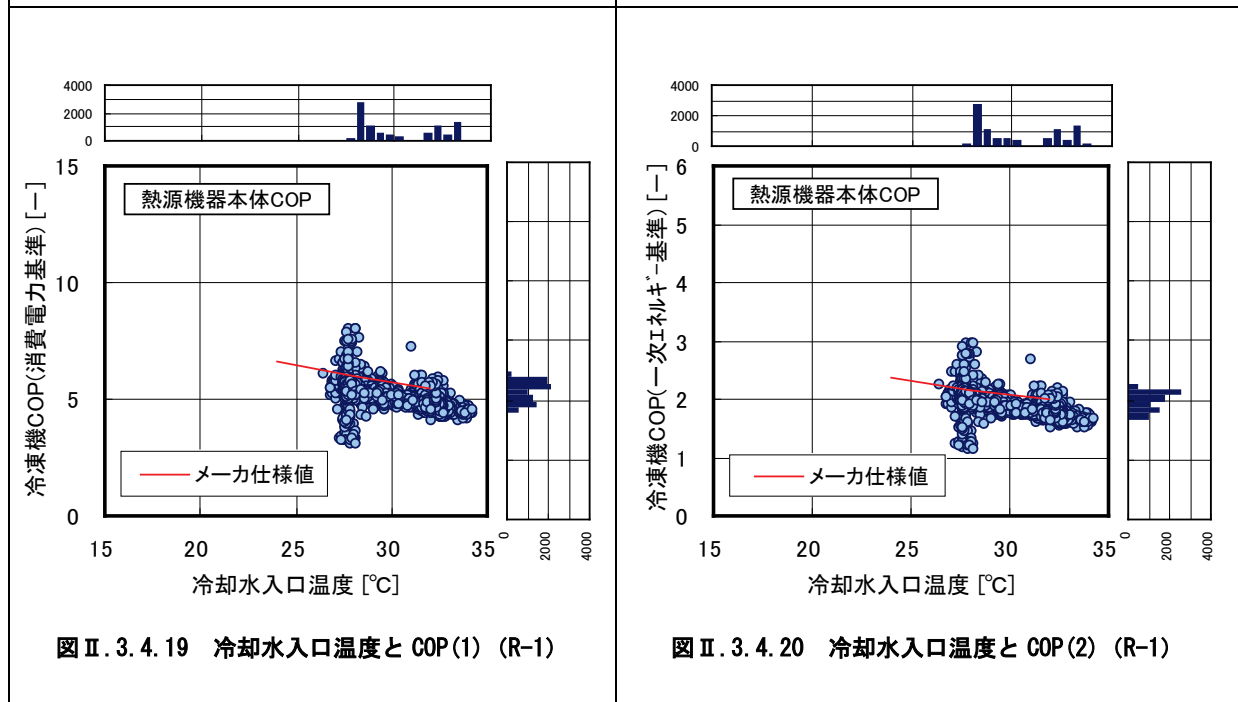 4000
2000
0
15
10
5
0
冷凍機COP(消費電力基準) [－]
熱源機器本体COP
メーカ仕様値
15 20 25 30 35
0 2000 4000
冷却水入口温度 [℃]
図Ⅱ.3.4.19 冷却水入口温度と COP(1) (R-1)
4000
2000
0
6
5
4
3
2
1
0
冷凍機COP(一次ｴﾈﾙｷﾞｰ基準) [－]
熱源機器本体COP
メーカ仕様値
15 20 25 30 35
0 2000 4000
冷却水入口温度 [℃]
図Ⅱ.3.4.20 冷却水入口温度と COP(2) (R-1)